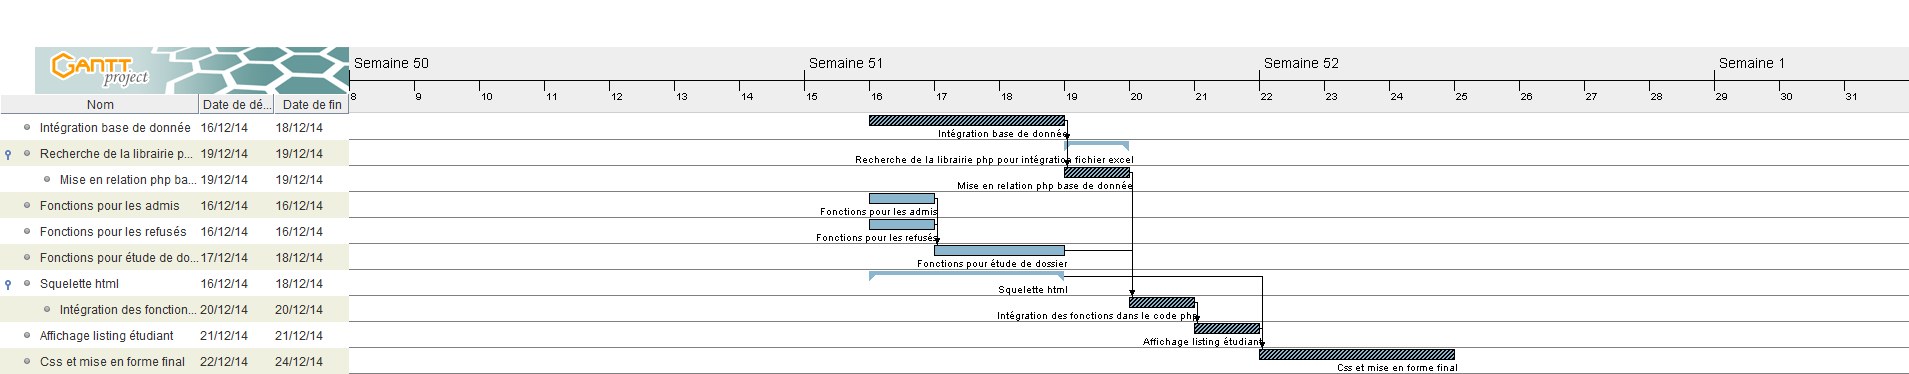 GANTT
project
Semaine 50 Semaine 51 Semaine 52 Semaine 1
8 9 10 11 12 13 14 15 16 17 18 19 20 21 22 23 24 25 26 27 28 29 30 31
Nom Date de dé... Date de fin
Intégration base de donnée 16/12/14 18/12/14
Intégration base de donnée
Recherche de la librairie p... 19/12/14 19/12/14
Recherche de la librairie php pour intégration fichier excel
Mise en relation php ba... 19/12/14 19/12/14
Mise en relation php base de donnée
Fonctions pour les admis 16/12/14 16/12/14
Fonctions pour les admis
Fonctions pour les refusés 16/12/14 16/12/14
Fonctions pour les refusés
Fonctions pour étude de do... 17/12/14 18/12/14
Fonctions pour étude de dossier
Squelette html 16/12/14 18/12/14
Squelette html
Intégration des fonction... 20/12/14 20/12/14
Intégration des fonctions dans le code php
Affichage listing étudiant 21/12/14 21/12/14
Affichage listing étudiant
Css et mise en forme final 22/12/14 24/12/14
Css et mise en forme final